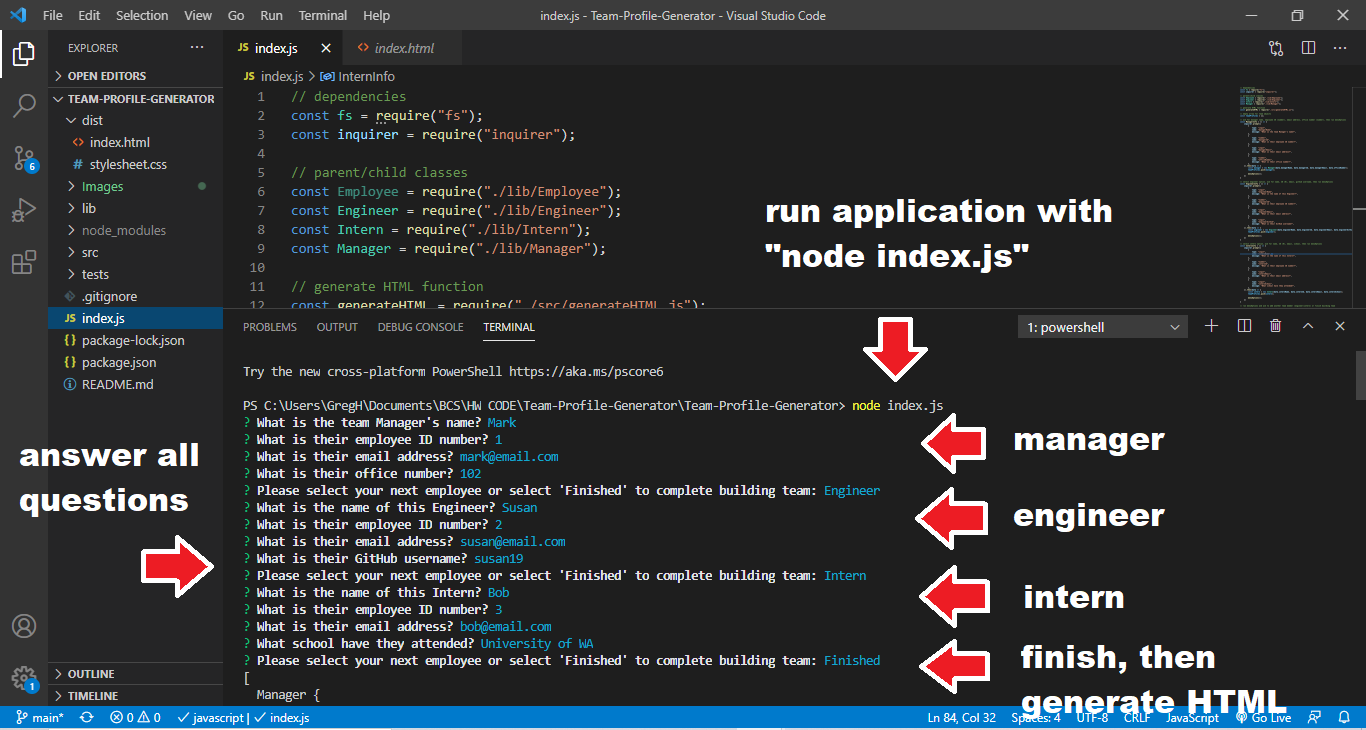 File Edit Selection View Go Run Terminal Help
index.js - Team-Profile-Generator - Visual Studio Code
EXPLORER
OPEN EDITORS
TEAM-PROFILE-GENERATOR
dist
index.html
stylesheet.css
Images
lib
node_modules
src
tests
.gitignore
JS index.js
package-lock.json
package.json
README.md
OUTLINE
TIMELINE
6
1
JS index.js
index.html
JS index.js > InternInfo
1 // dependencies
2 const fs = require("fs");
3 const inquirer = require("inquirer");
4
5 // parent/child classes
6 const Employee = require("./lib/Employee");
7 const Engineer = require("./lib/Engineer");
8 const Intern = require("./lib/Intern");
9 const Manager = require("./lib/Manager");
10
11 // generate HTML function
12 const generateHTML = require("./src/generateHTML.js");
run application with
"node index.js"
PROBLEMS OUTPUT DEBUG CONSOLE TERMINAL
1: powershell
Try the new cross-platform PowerShell https://aka.ms/pscore6
PS C:\Users\GregH\Documents\BCS\HW CODE\Team-Profile-Generator\Team-Profile-Generator> node index.js
? What is the team Manager's name? Mark
? What is their employee ID number? 1
? What is their email address? mark@email.com
? What is their office number? 102
? Please select your next employee or select 'Finished' to complete building team: Engineer
? What is the name of this Engineer? Susan
? What is their employee ID number? 2
? What is their email address? susan@email.com
? What is their GitHub username? susan19
? Please select your next employee or select 'Finished' to complete building team: Intern
? What is the name of this Intern? Bob
? What is their employee ID number? 3
? What is their email address? bob@email.com
? What school have they attended? University of WA
? Please select your next employee or select 'Finished' to complete building team: Finished
[
Manager {
answer all
questions
manager
engineer
intern
finish, then
generate HTML
main* 0 0 javascript | index.js
Ln 84, Col 32 Spaces: 4 UTF-8 CRLF JavaScript Go Live